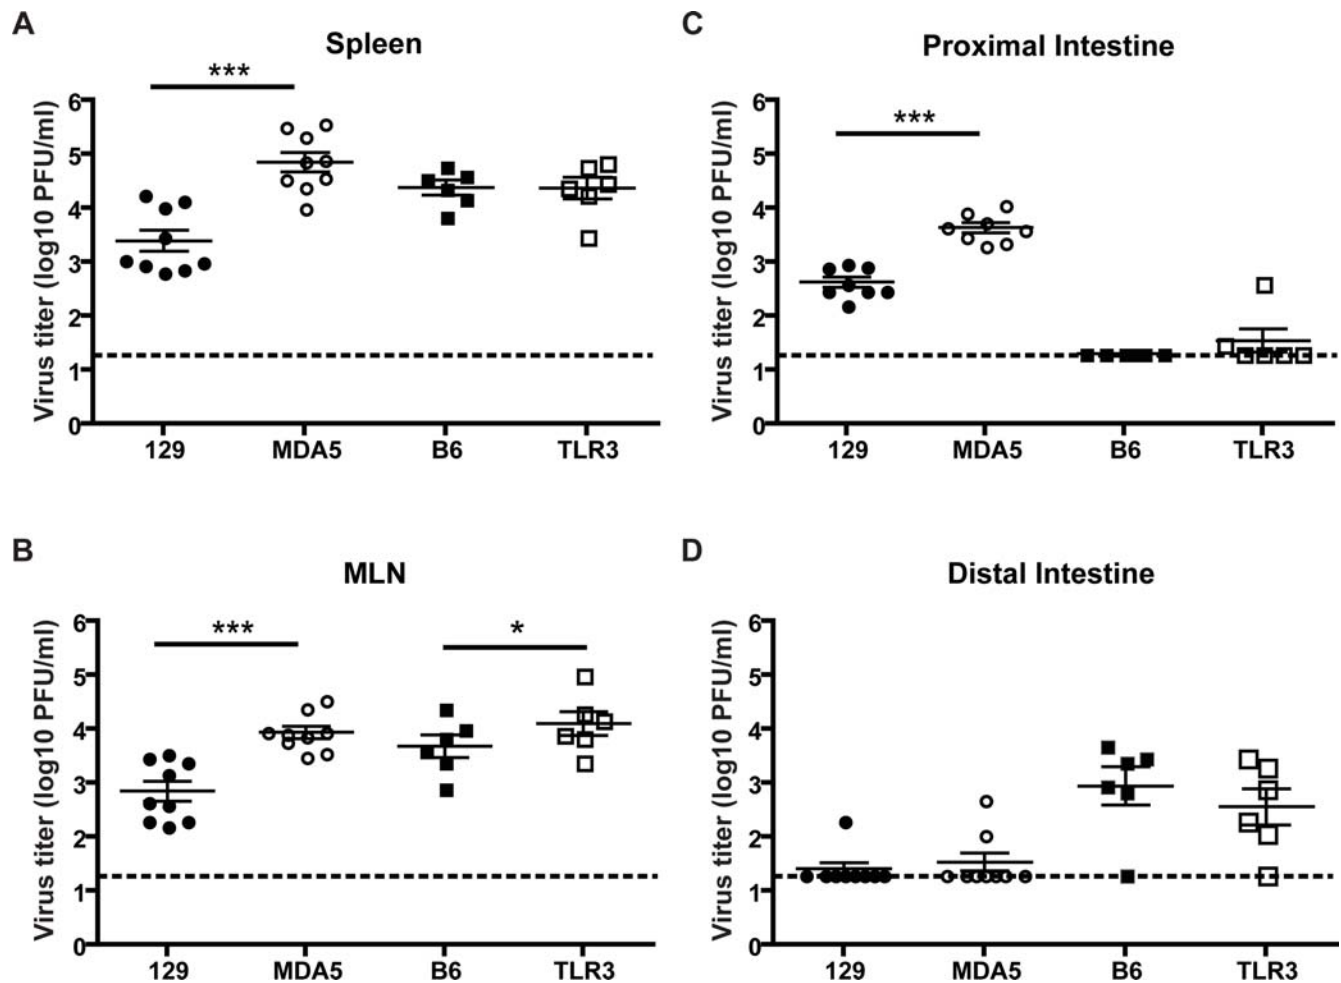 A
Spleen
***
Virus titer (log10 PFU/ml)
6
5
4
3
2
1
0
129 MDA5 B6 TLR3
C
Proximal Intestine
***
Virus titer (log10 PFU/ml)
6
5
4
3
2
1
0
129 MDA5 B6 TLR3
B
MLN
*** *
Virus titer (log10 PFU/ml)
6
5
4
3
2
1
0
129 MDA5 B6 TLR3
D
Distal Intestine
Virus titer (log10 PFU/ml)
6
5
4
3
2
1
0
129 MDA5 B6 TLR3